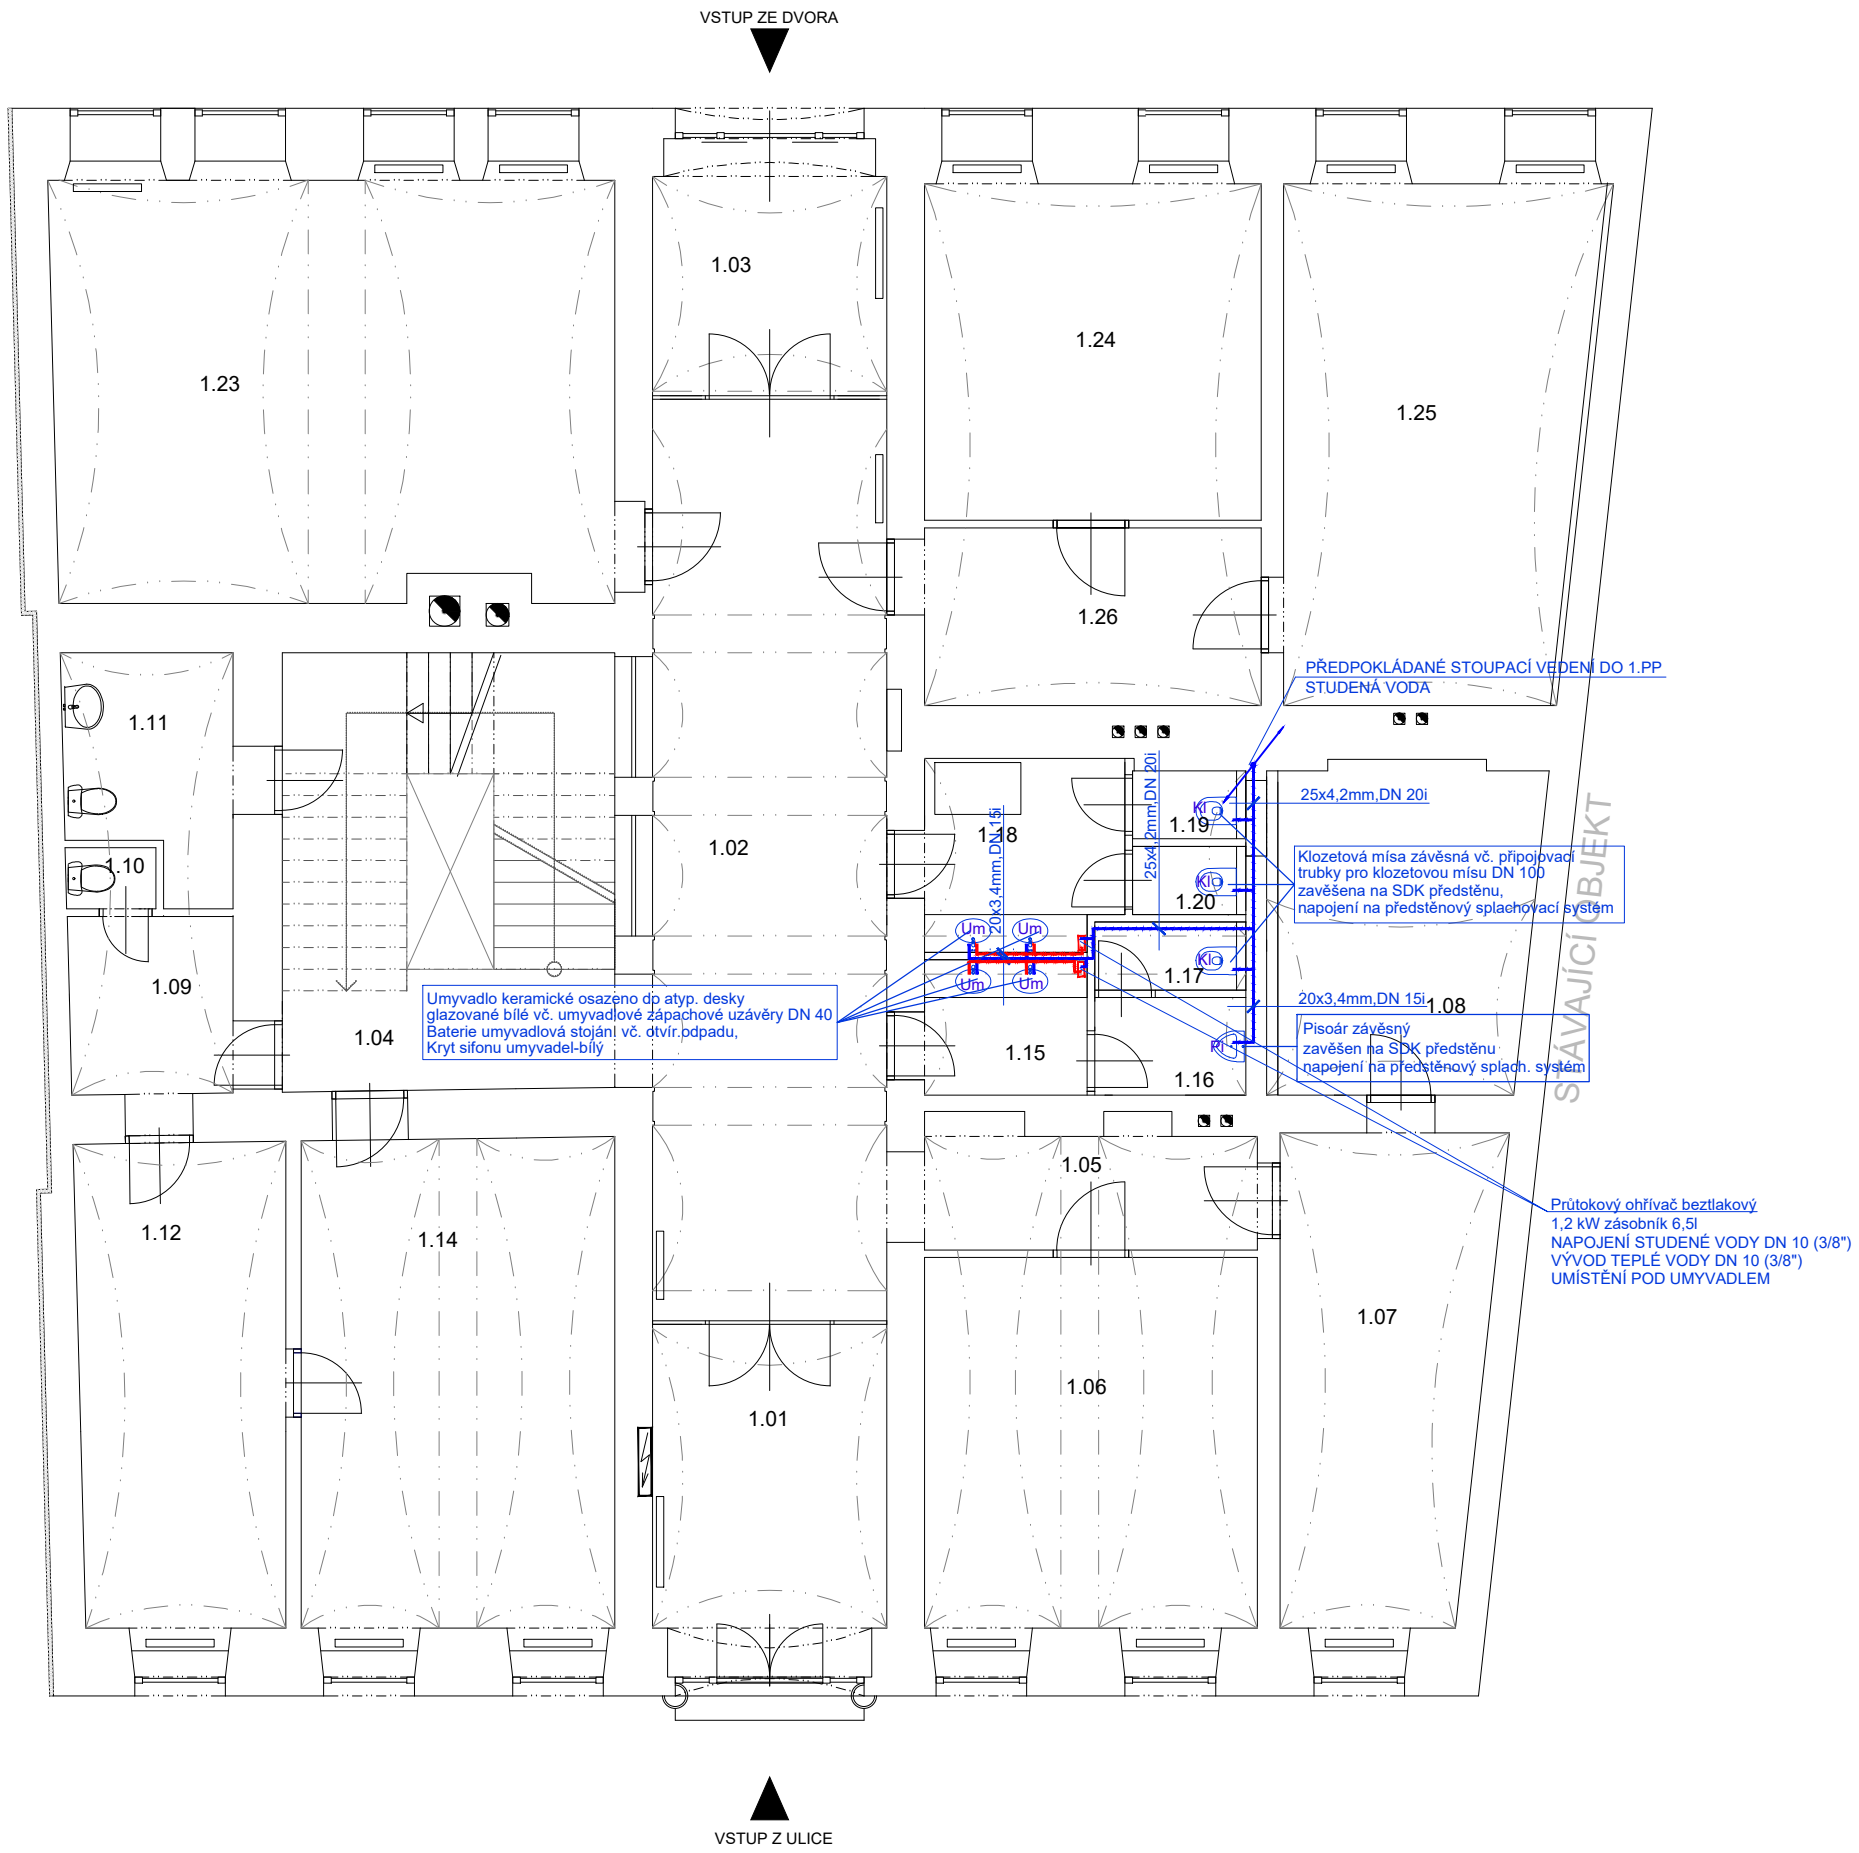 VSTUP ZE DVORA
1.03
1.24
1.23
1.25
1.26
PŘEDPOKLÁDANÉ STOUPACÍ VEDENÍ DO 1.PP
STUDENÁ VODA
1.11
25x4,2mm,DN 20i
25x4,2mm,DN 20i
Kl
1.19
1.18
20x3,4mm,DN 15i
1.02
1.10
Klozetová mísa závěsná vč. připojovací
trubky pro klozetovou mísu DN 100
zavěšena na SDK předstěnu,
napojení na předstěnový splachovací systém
STÁVAJÍCÍ OBJEKT
Kl
1.20
Um
Um
Kl
1.17
Um
Um
1.09
Umyvadlo keramické osazeno do atyp. desky
glazované bílé vč. umyvadlové zápachové uzávěry DN 40
Baterie umyvadlová stojánl vč. otvír.odpadu,
Kryt sifonu umyvadel-bílý
20x3,4mm,DN 15i
1.08
1.04
1.15
Pi
Pisoár závěsný
zavěšen na SDK předstěnu
napojení na předstěnový splach. systém
1.16
1.05
1.12
1.14
Průtokový ohřívač beztlakový
1,2 kW zásobník 6,5l
NAPOJENÍ STUDENÉ VODY DN 10 (3/8")
VÝVOD TEPLÉ VODY DN 10 (3/8")
UMÍSTĚNÍ POD UMYVADLEM
1.07
1.06
1.01
VSTUP Z ULICE